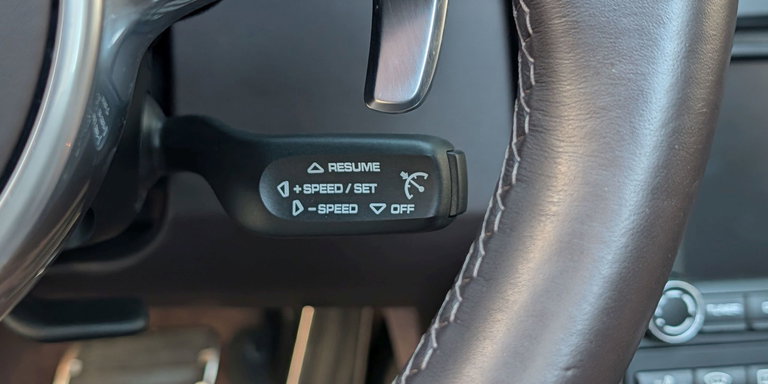 RESUME
+SPEED / SET
-SPEED OFF